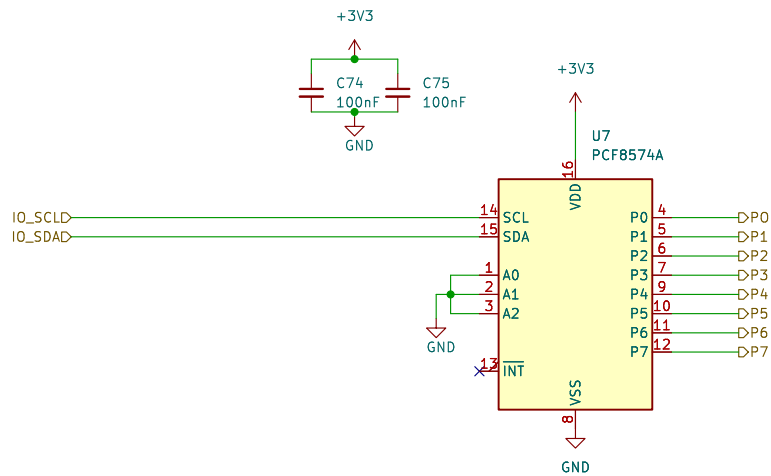 +3V3
C74
100nF
C75
100nF
GND
+3V3
U7
PCF8574A
16
VDD
IO_SCL
14
SCL
P0
4
P0
IO_SDA
15
SDA
P1
5
P1
P2
6
P2
1
A0
P3
7
P3
2
A1
P4
9
P4
3
A2
P5
10
P5
GND
P6
11
P6
P7
12
P7
13
INT
VSS
8
GND